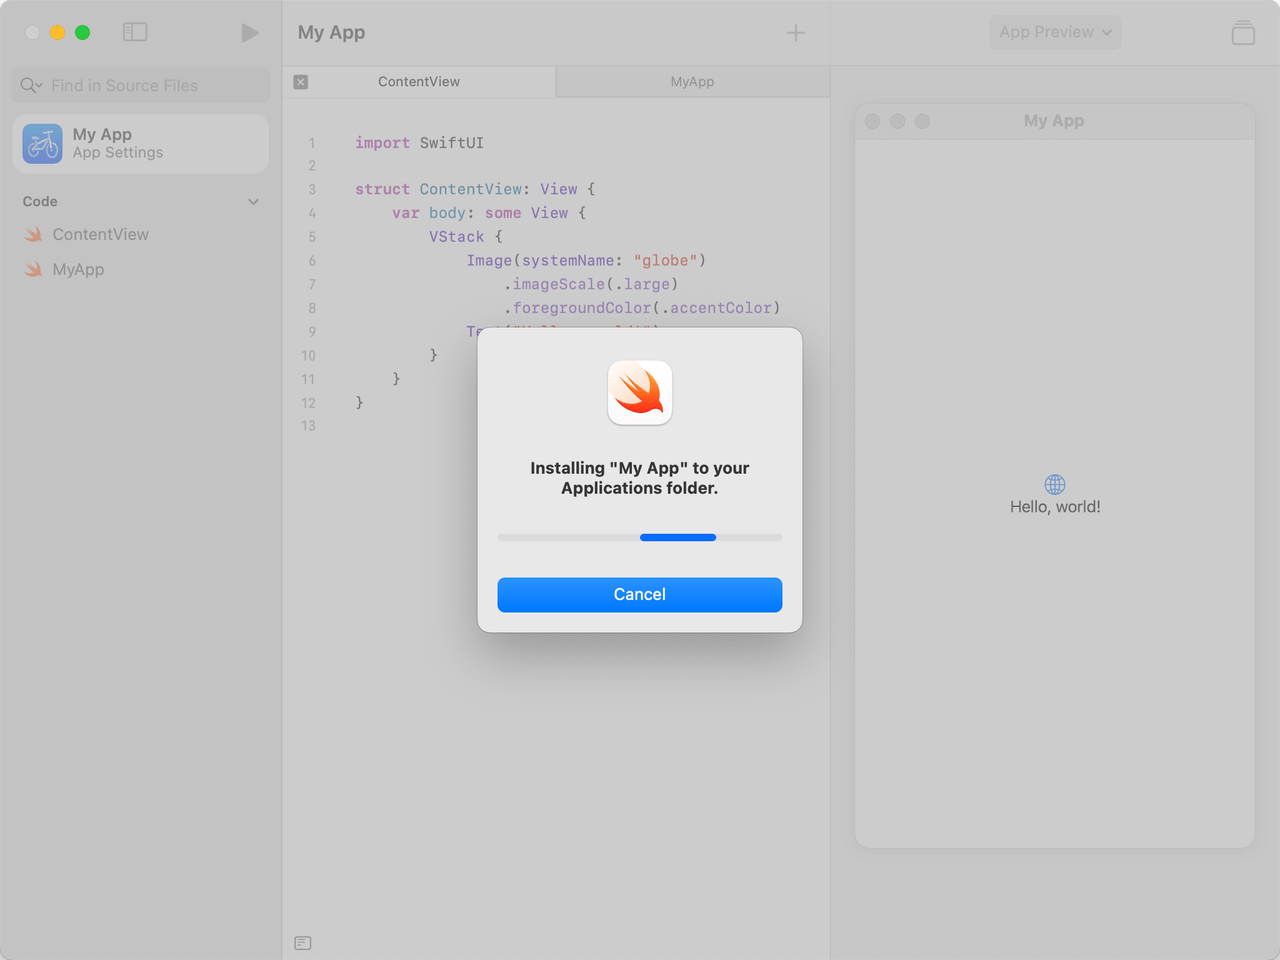 My App
App Preview
Find in Source Files
ContentView
MyApp
My App
App Settings
Code
ContentView
MyApp
1 import SwiftUI
2
3 struct ContentView: View {
4 var body: some View {
5 VStack {
6 Image(systemName: "globe")
7 .imageScale(.large)
8 .foregroundColor(.accentColor)
9
10 }
11 }
12 }
13
Installing "My App" to your
Applications folder.
Cancel
My App
Hello, world!